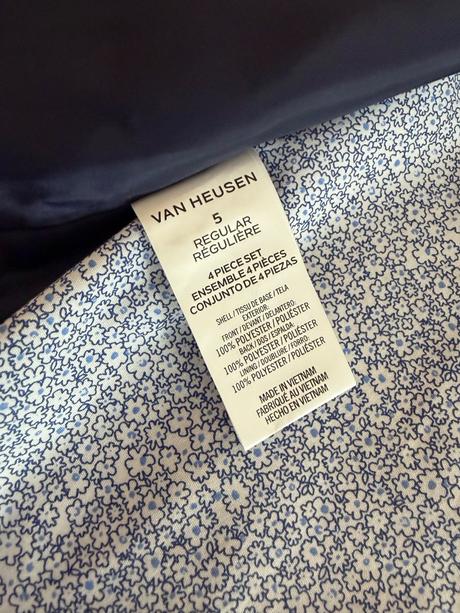 VAN HEUSEN
5
REGULAR
RÉGULIÈRE
4 PIECE SET
ENSEMBLE 4 PIÈCES
CONJUNTO DE 4 PIEZAS
SHELL / TISSU DE BASE / TELA
EXTERIOR:
FRONT / DEVANT / DELANTERO:
100% POLYESTER / POLIÉSTER
BACK / DOS / ESPALDA:
100% POLYESTER / POLIÉSTER
LINING / DOUBLURE / FORRO:
100% POLYESTER / POLIÉSTER
MADE IN VIETNAM
FABRIQUÉ AU VIETNAM
HECHO EN VIETNAM